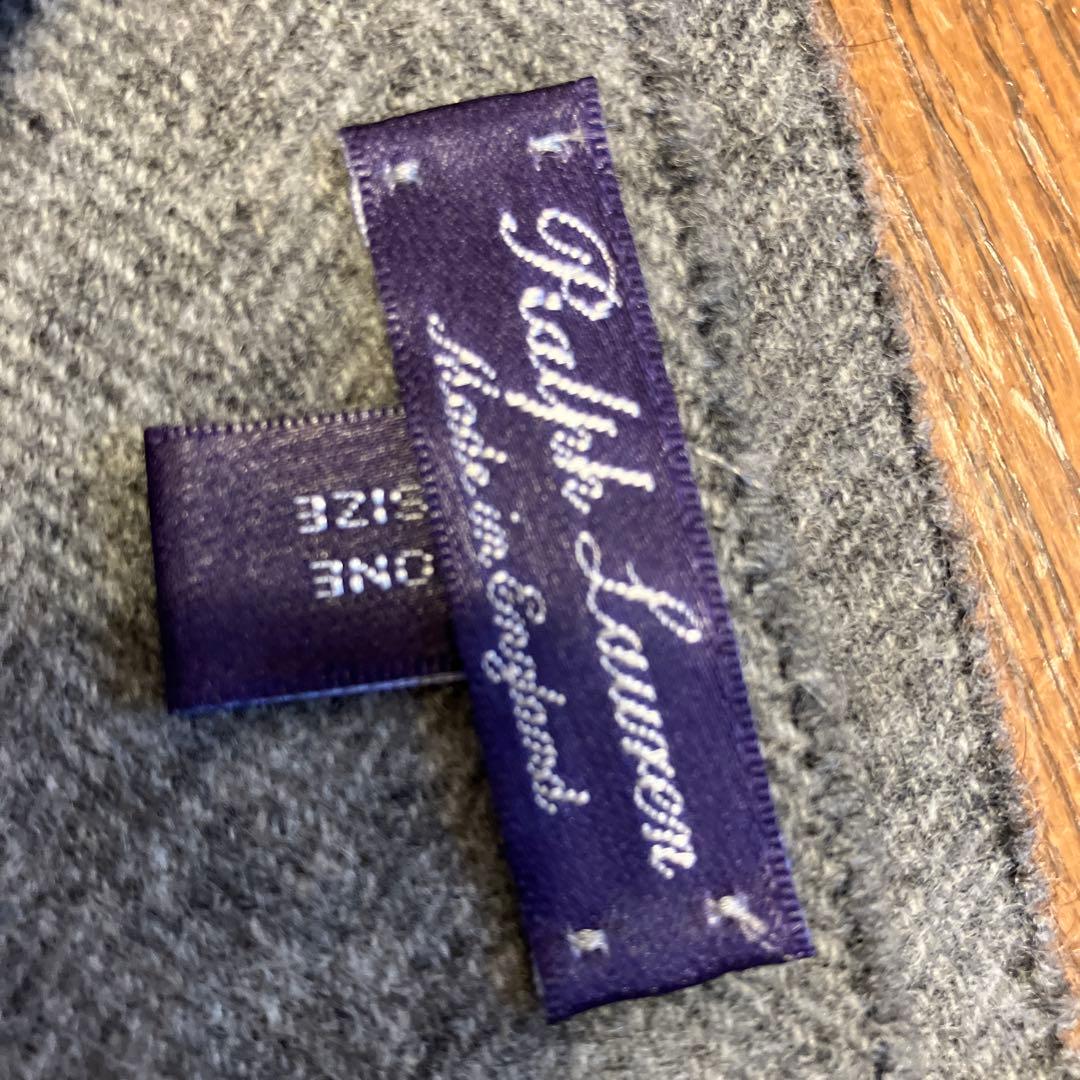 Ralph Lauren
Made in England
ONE
SIZE